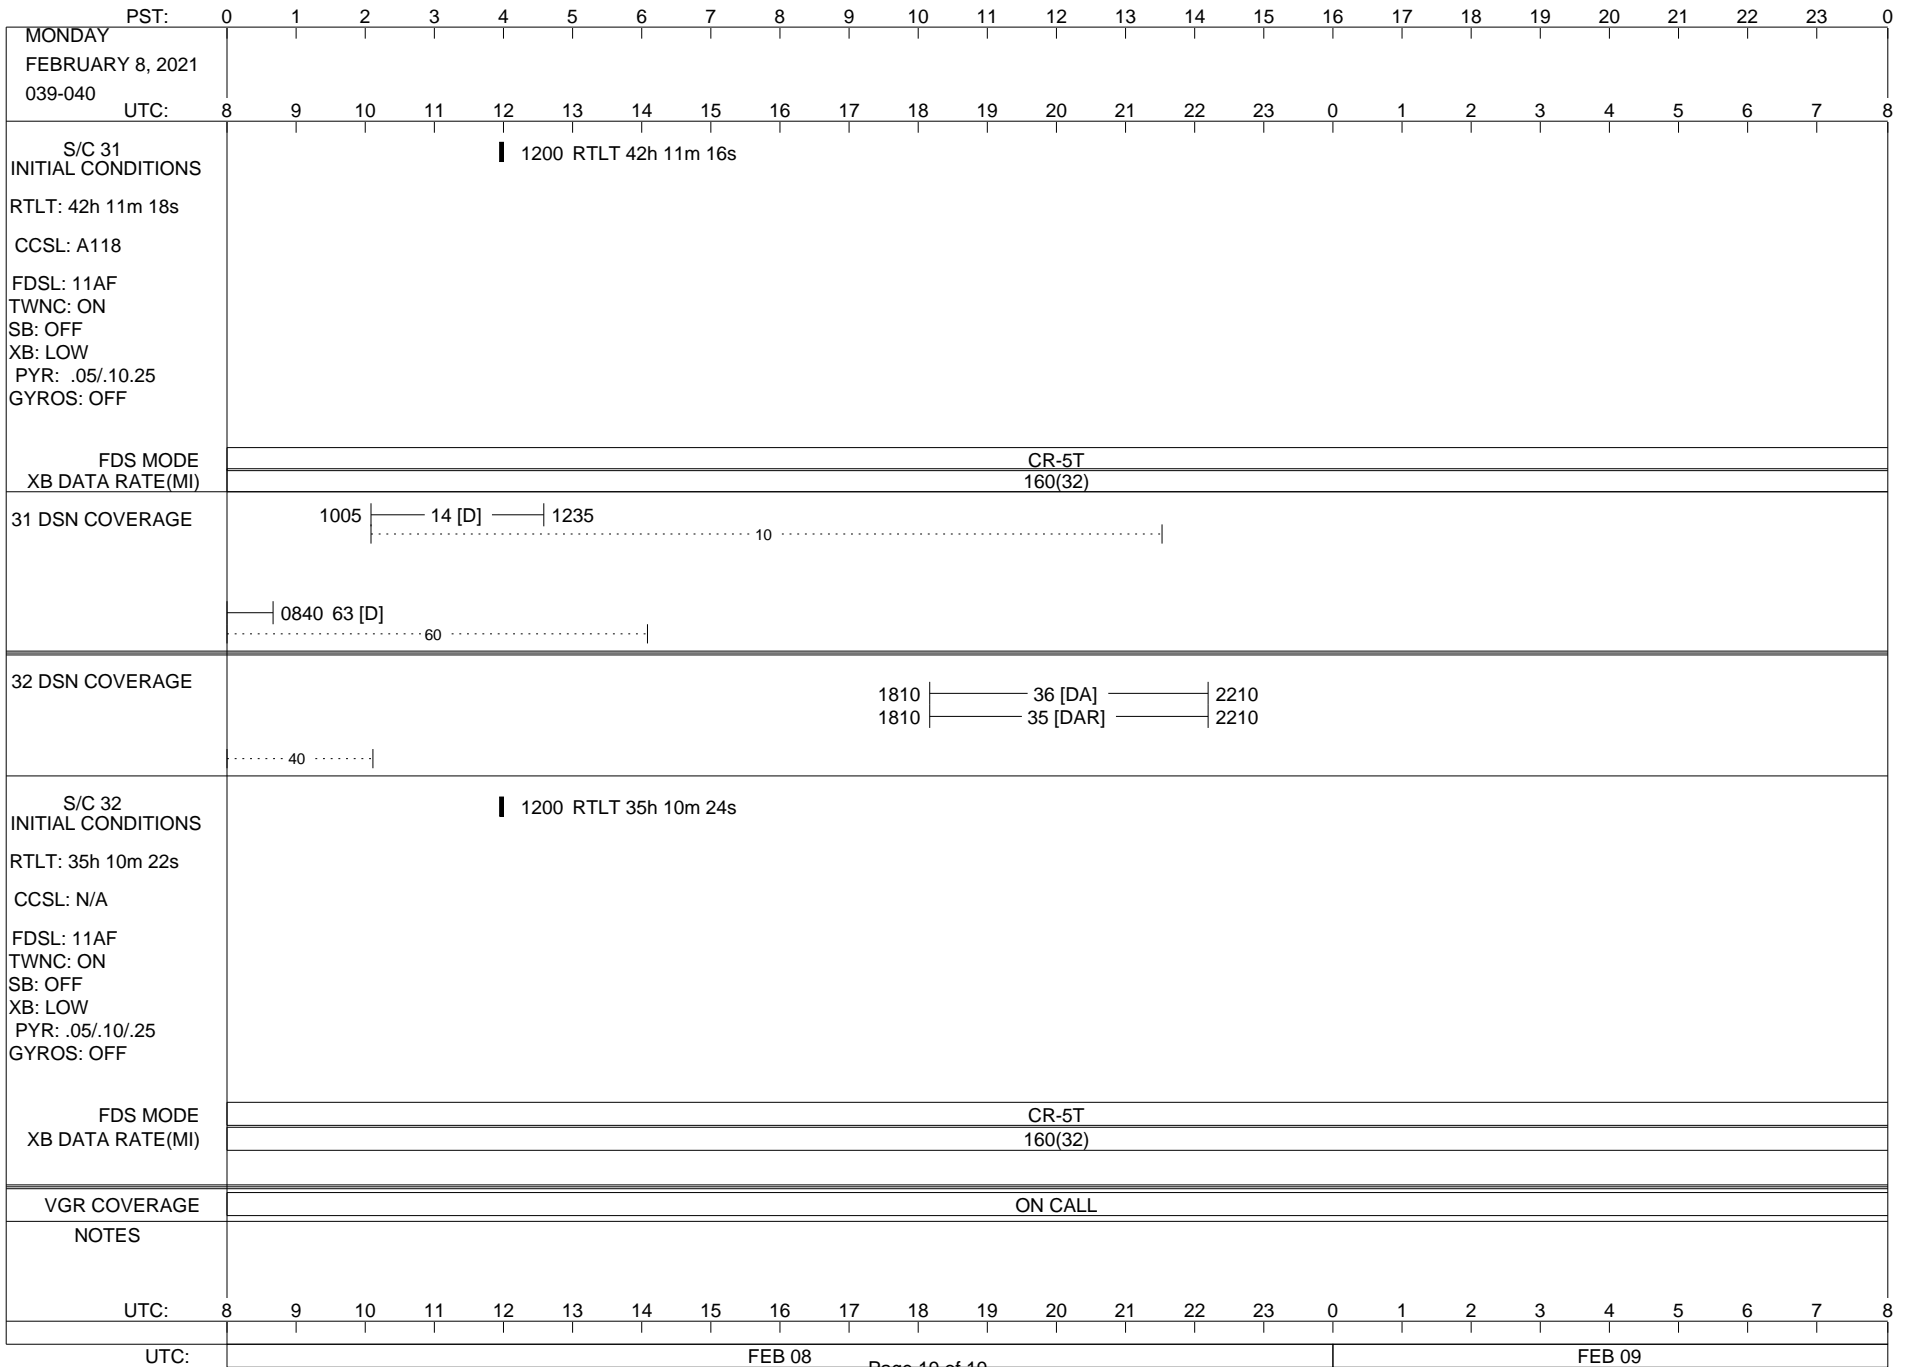 PST: 0 1 2 3 4 5 6 7 8 9 10 11 12 13 14 15 16 17 18 19 20 21 22 23 0
MONDAY
FEBRUARY 8, 2021
039-040
UTC: 8 9 10 11 12 13 14 15 16 17 18 19 20 21 22 23 0 1 2 3 4 5 6 7 8
S/C 31
INITIAL CONDITIONS
1200 RTLT 42h 11m 16s
RTLT: 42h 11m 18s
CCSL: A118
FDSL: 11AF
TWNC: ON
SB: OFF
XB: LOW
PYR: .05/.10.25
GYROS: OFF
FDS MODE CR-5T
XB DATA RATE(MI) 160(32)
31 DSN COVERAGE 1005 14 [D] 1235
10
0840 63 [D]
60
32 DSN COVERAGE
1810 36 [DA] 2210
1810 35 [DAR] 2210
40
S/C 32
INITIAL CONDITIONS
1200 RTLT 35h 10m 24s
RTLT: 35h 10m 22s
CCSL: N/A
FDSL: 11AF
TWNC: ON
SB: OFF
XB: LOW
PYR: .05/.10/.25
GYROS: OFF
FDS MODE CR-5T
XB DATA RATE(MI) 160(32)
VGR COVERAGE ON CALL
NOTES
UTC: 8 9 10 11 12 13 14 15 16 17 18 19 20 21 22 23 0 1 2 3 4 5 6 7 8
UTC: FEB 08 FEB 09